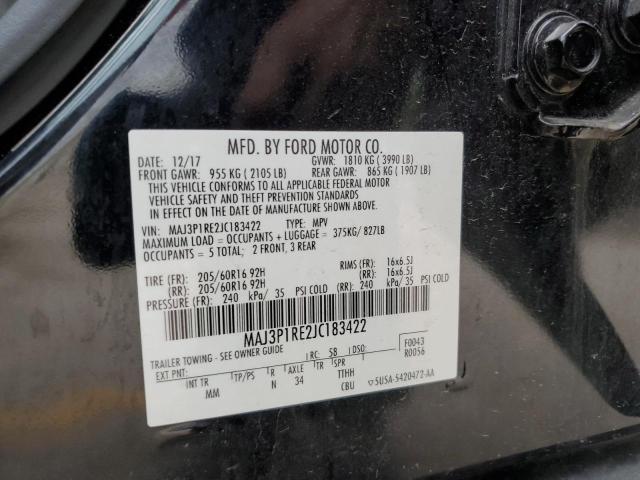 MFD. BY FORD MOTOR CO.
DATE: 12/17 GVWR: 1810 KG ( 3990 LB)
FRONT GAWR: 955 KG ( 2105 LB) REAR GAWR: 865 KG ( 1907 LB)
THIS VEHICLE CONFORMS TO ALL APPLICABLE FEDERAL MOTOR
VEHICLE SAFETY AND THEFT PREVENTION STANDARDS
IN EFFECT ON THE DATE OF MANUFACTURE SHOWN ABOVE.
VIN: MAJ3P1RE2JC183422 TYPE: MPV
MAXIMUM LOAD = OCCUPANTS + LUGGAGE = 375KG/ 827LB
OCCUPANTS = 5 TOTAL; 2 FRONT, 3 REAR
TIRE (FR): 205/60R16 92H RIMS (FR): 16x6.5J
(RR): 205/60R16 92H (RR): 16x6.5J
PRESSURE (FR): 240 kPa/ 35 PSI COLD (RR): 240 kPa/ 35 PSI COLD
MAJ3P1RE2JC183422
TRAILER TOWING - SEE OWNER GUIDE
F0043
R0056
EXT PNT: RC: 58 DSO:
INT TR TP/PS R AXLE TR SPR
MM N 34 TTHH
CBU 5USA-5420472-AA